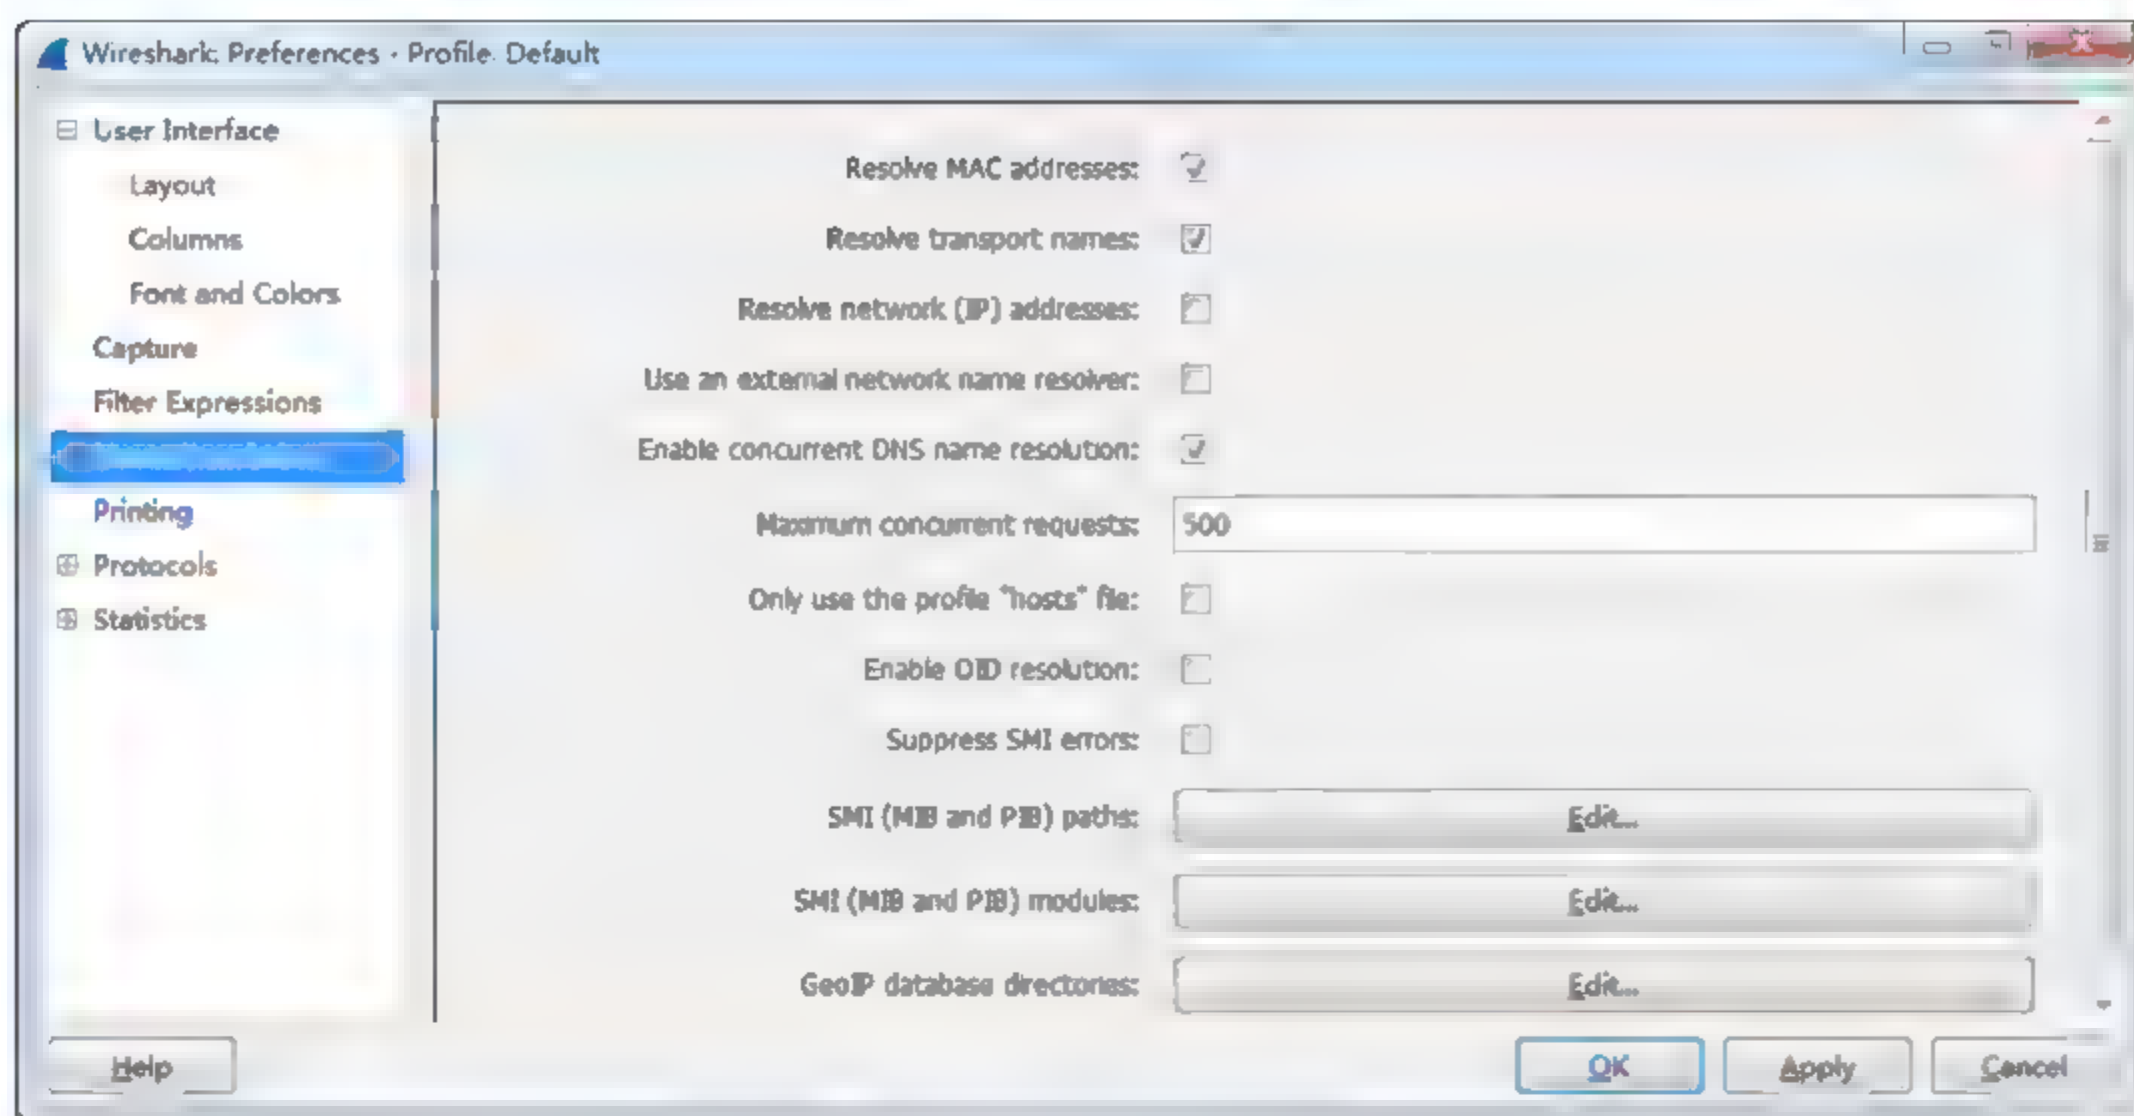 Wireshark: Preferences - Profile: Default
User Interface
Layout
Columns
Font and Colors
Capture
Filter Expressions
Printing
Protocols
Statistics
Resolve MAC addresses:
Resolve transport names:
Resolve network (IP) addresses:
Use an external network name resolver:
Enable concurrent DNS name resolution:
Maximum concurrent requests: 500
Only use the profile "hosts" file:
Enable OID resolution:
Suppress SMI errors:
SMI (MIB and PIB) paths: Edit...
SMI (MIB and PIB) modules: Edit...
GeoIP database directories: Edit...
Help OK Apply Cancel